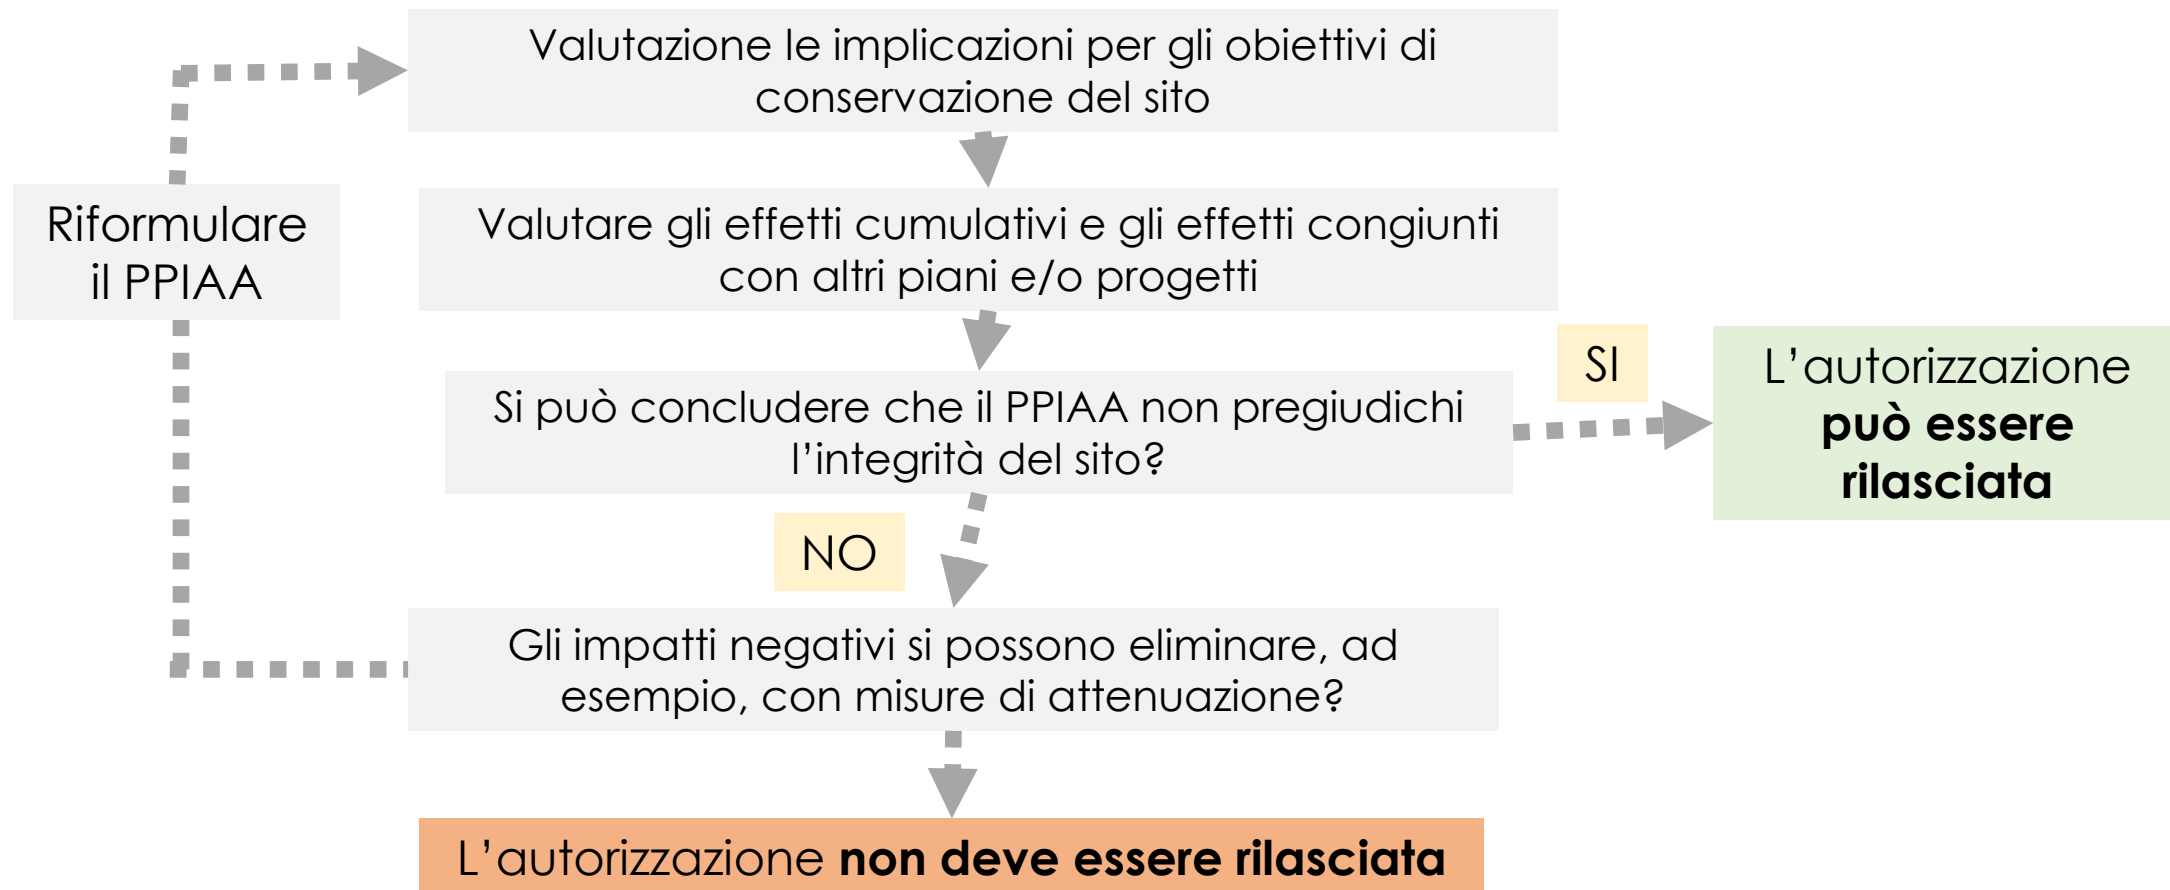 Valutazione le implicazioni per gli obiettivi di
conservazione del sito
Riformulare
il PPIAA
Valutare gli effetti cumulativi e gli effetti congiunti
con altri piani e/o progetti
SI
L’autorizzazione
può essere
rilasciata
Si può concludere che il PPIAA non pregiudichi
l’integrità del sito?
NO
Gli impatti negativi si possono eliminare, ad
esempio, con misure di attenuazione?
L’autorizzazione non deve essere rilasciata